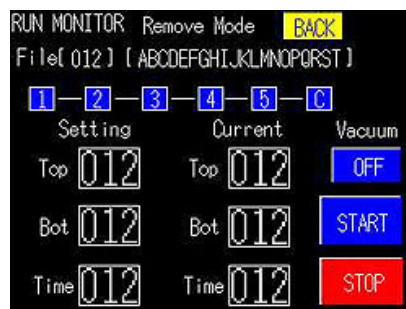 RUN MONITOR Remove Mode BACK
File[012] [ABCDEFGHIJKLMNOPQRST]
1-2-3-4-5-C
Setting Current Vacuum
Top 012 Top 012 OFF
Bot 012 Bot 012 START
Time 012 Time 012 STOP